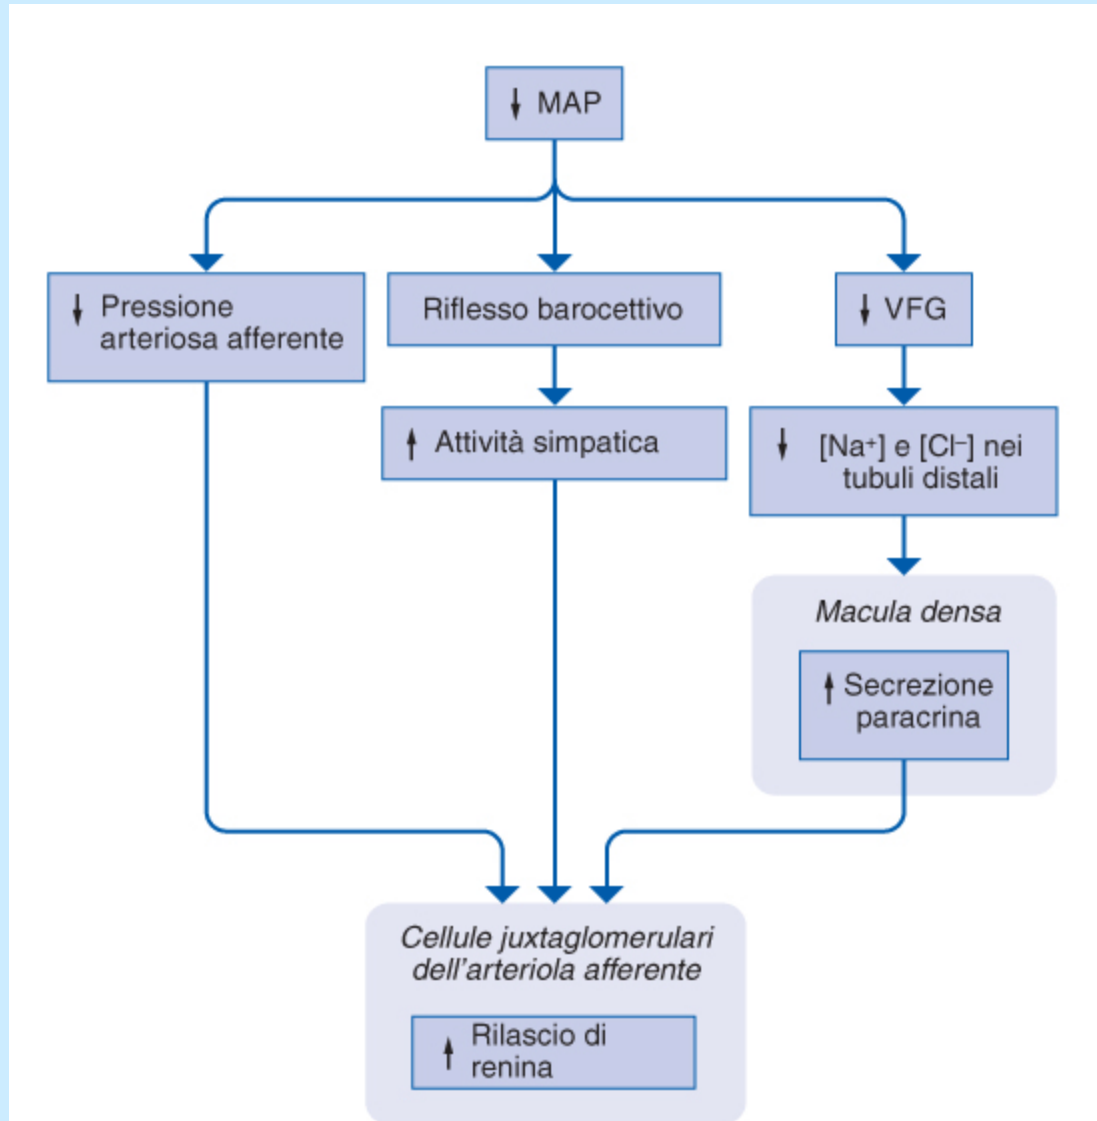 ↓ MAP
↓ Pressione
arteriosa afferente
Riflesso barocettivo
↓ VFG
↑ Attività simpatica
↓ [Na⁺] e [Cl⁻] nei
tubuli distali
Macula densa
↑ Secrezione
paracrina
Cellule juxtaglomerulari
dell'arteriola afferente
↑ Rilascio di
renina